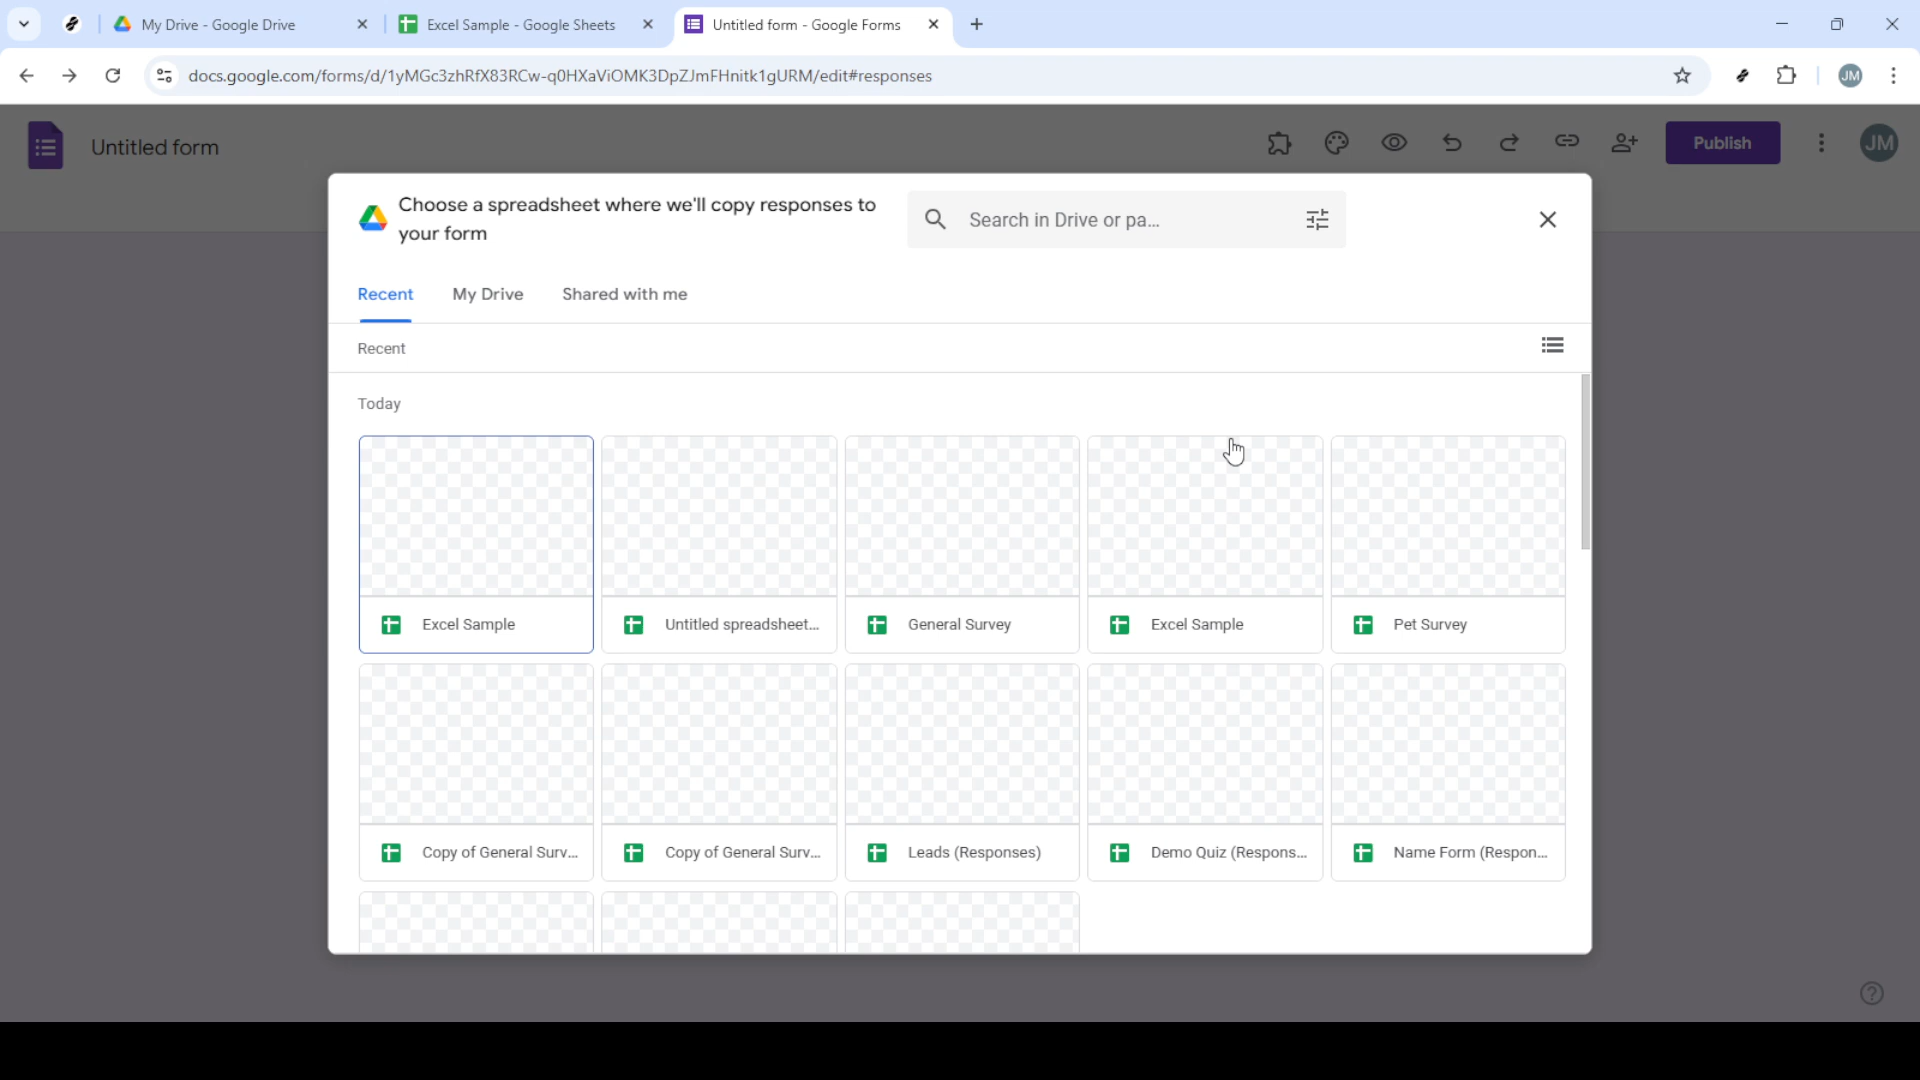 My Drive - Google Drive
Excel Sample - Google Sheets
Untitled form - Google Forms
docs.google.com/forms/d/1yMGc3zhRfX83RCw-q0HXaViOMK3DpZJmFHnitk1gURM/edit#responses
JM
Untitled form
Publish
JM
Choose a spreadsheet where we'll copy responses to
your form
Search in Drive or pa...
Recent
My Drive
Shared with me
Recent
Today
Excel Sample
Untitled spreadsheet...
General Survey
Excel Sample
Pet Survey
Copy of General Surv...
Copy of General Surv...
Leads (Responses)
Demo Quiz (Respons...
Name Form (Respon...